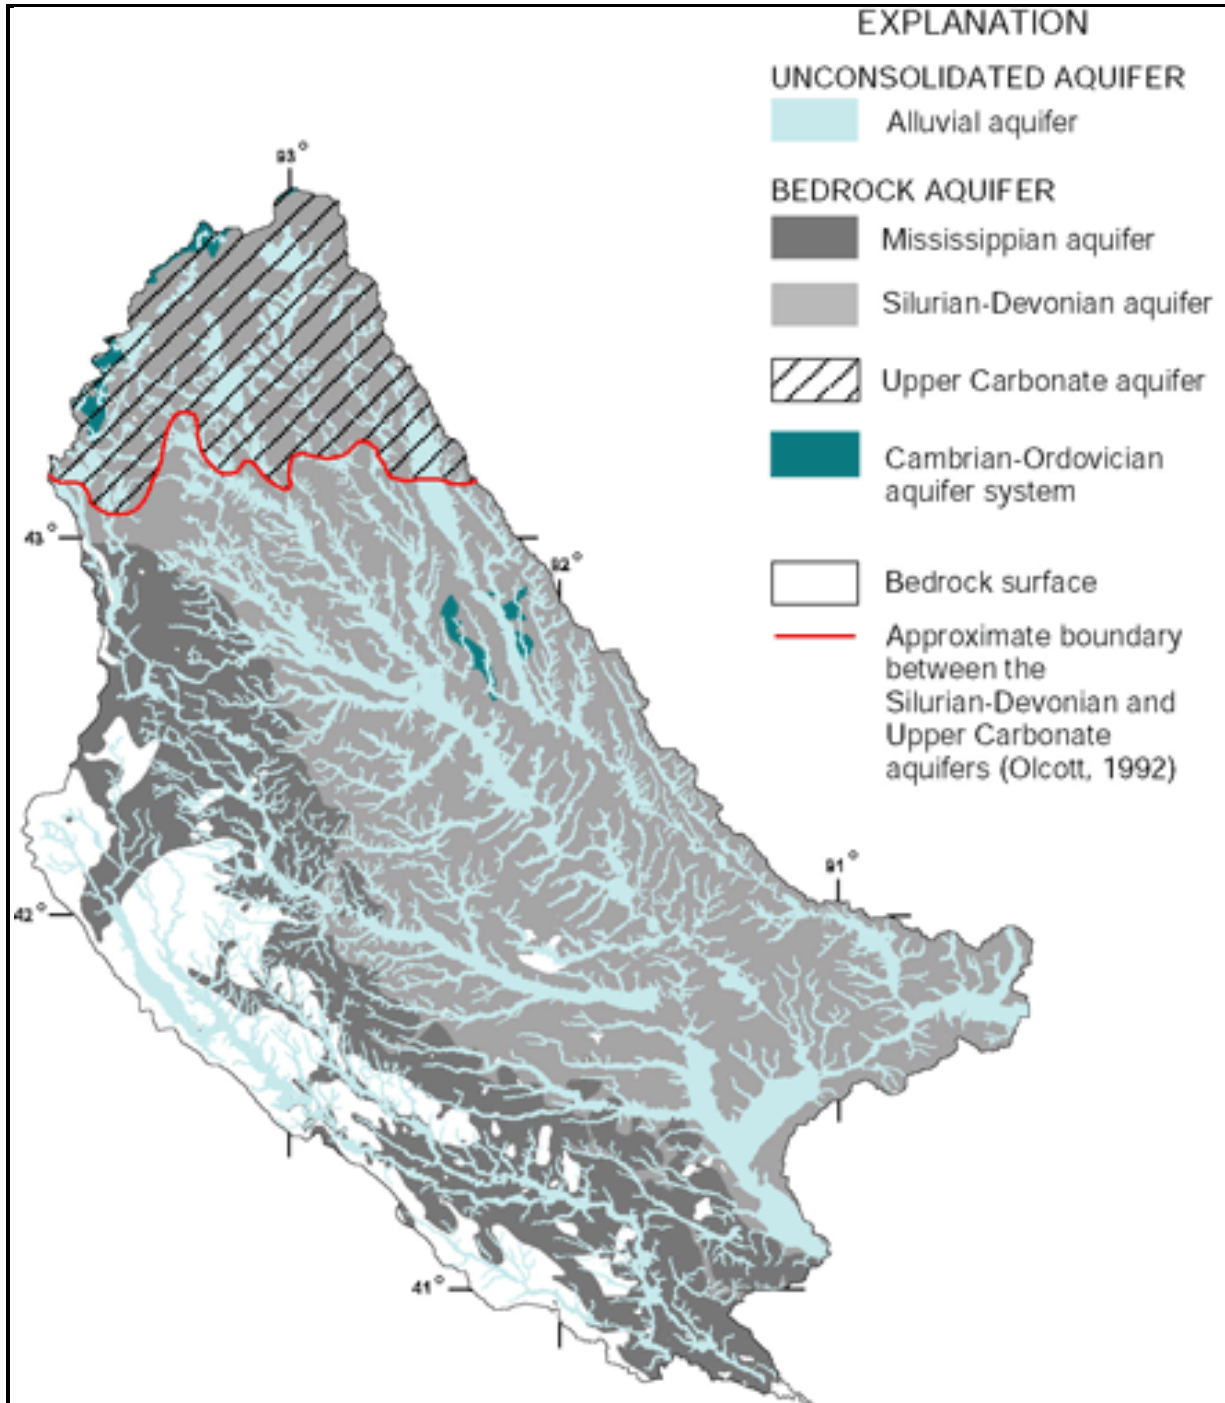 EXPLANATION
UNCONSOLIDATED AQUIFER
Alluvial aquifer
BEDROCK AQUIFER
Mississippian aquifer
Silurian-Devonian aquifer
Upper Carbonate aquifer
Cambrian-Ordovician
aquifer system
Bedrock surface
Approximate boundary
between the
Silurian-Devonian and
Upper Carbonate
aquifers (Olcott, 1992)
93°
43°
92°
91°
42°
41°